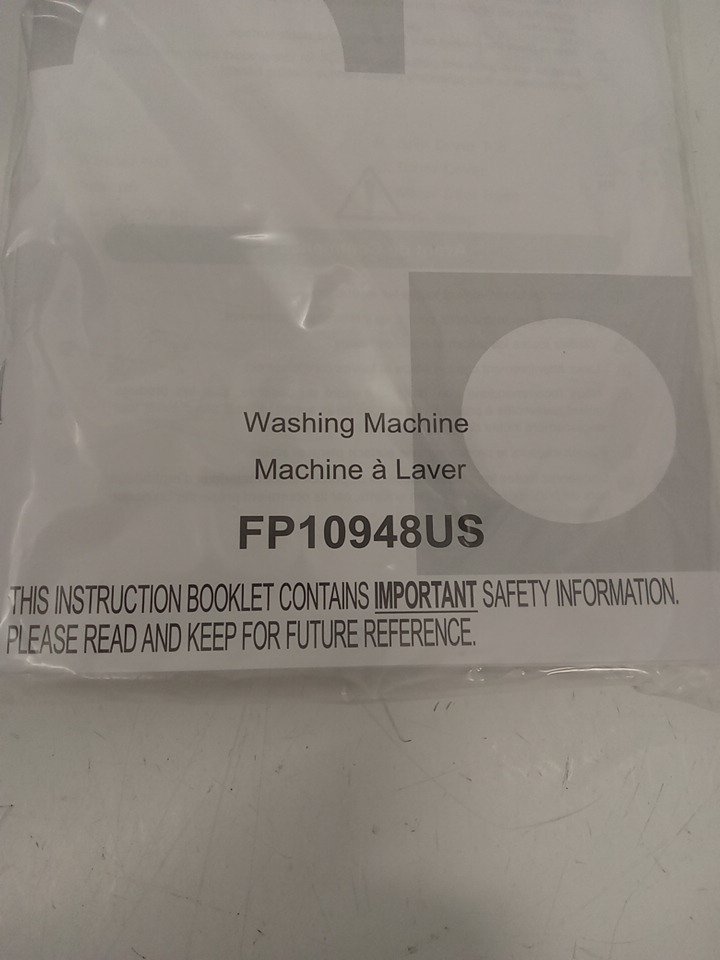 Washing Machine
Machine à Laver
FP10948US
THIS INSTRUCTION BOOKLET CONTAINS IMPORTANT SAFETY INFORMATION.
PLEASE READ AND KEEP FOR FUTURE REFERENCE.